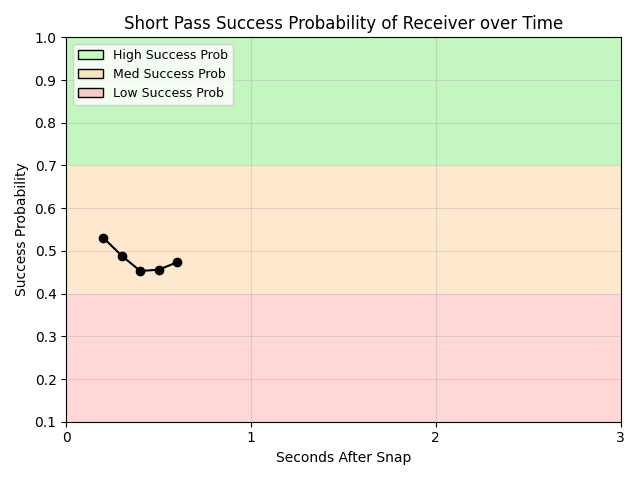 Short Pass Success Probability of Receiver over Time
High Success Prob
Med Success Prob
Low Success Prob
Success Probability
1.0
0.9
0.8
0.7
0.6
0.5
0.4
0.3
0.2
0.1
0 1 2 3
Seconds After Snap